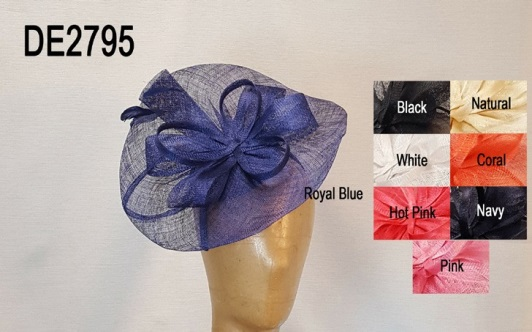 DE2795
Black
Natural
White
Coral
Royal Blue
Hot Pink
Navy
Pink